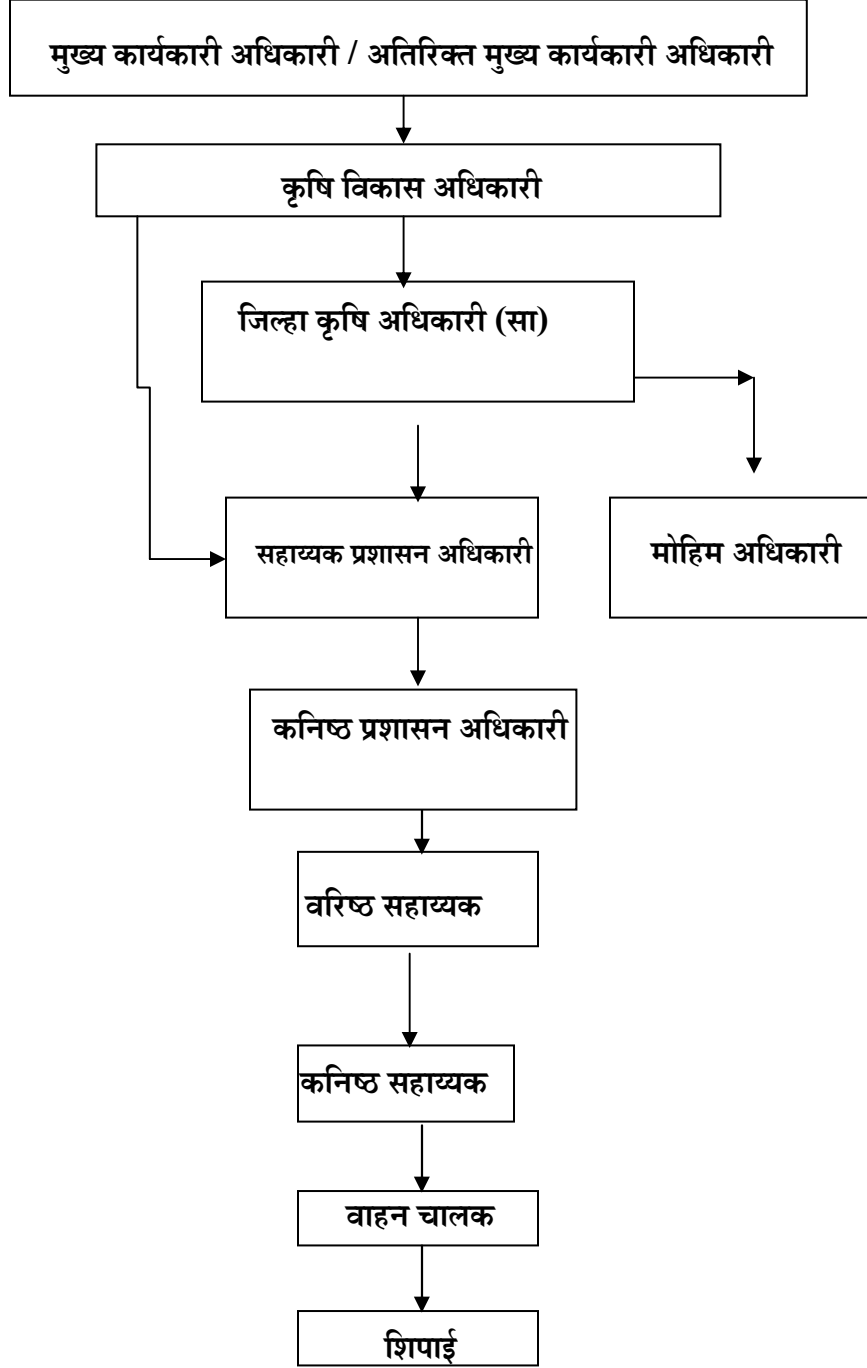 मुख्य कार्यकारी अधिकारी / अतिरिक्त मुख्य कार्यकारी अधिकारी
कृषि विकास अधिकारी
जिल्हा कृषि अधिकारी (सा)
सहाय्यक प्रशासन अधिकारी
मोहिम अधिकारी
कनिष्ठ प्रशासन अधिकारी
वरिष्ठ सहाय्यक
कनिष्ठ सहाय्यक
वाहन चालक
शिपाई